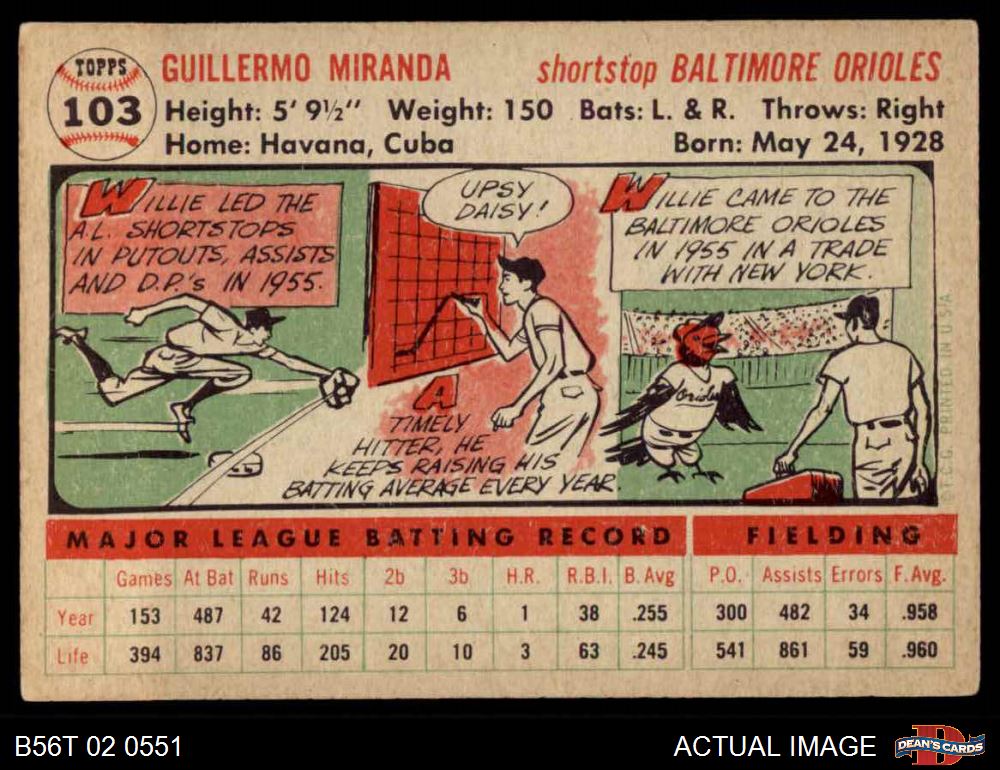 TOPPS
103
GUILLERMO MIRANDA shortstop BALTIMORE ORIOLES
Height: 5' 9½" Weight: 150 Bats: L. & R. Throws: Right
Home: Havana, Cuba Born: May 24, 1928
WILLIE LED THE
A.L. SHORTSTOPS
IN PUTOUTS, ASSISTS
AND D.P.'s IN 1955.
UPSY
DAISY!
A
TIMELY
HITTER, HE
KEEPS RAISING HIS
BATTING AVERAGE EVERY YEAR.
WILLIE CAME TO THE
BALTIMORE ORIOLES
IN 1955 IN A TRADE
WITH NEW YORK.
Orioles
© T.C.G. PRINTED IN U.S.A.
MAJOR LEAGUE BATTING RECORD FIELDING
Games At Bat Runs Hits 2b 3b H.R. R.B.I. B. Avg P.O. Assists Errors F. Avg.
Year 153 487 42 124 12 6 1 38 .255 300 482 34 .958
Life 394 837 86 205 20 10 3 63 .245 541 861 59 .960
B56T 02 0551 ACTUAL IMAGE DEAN'S CARDS